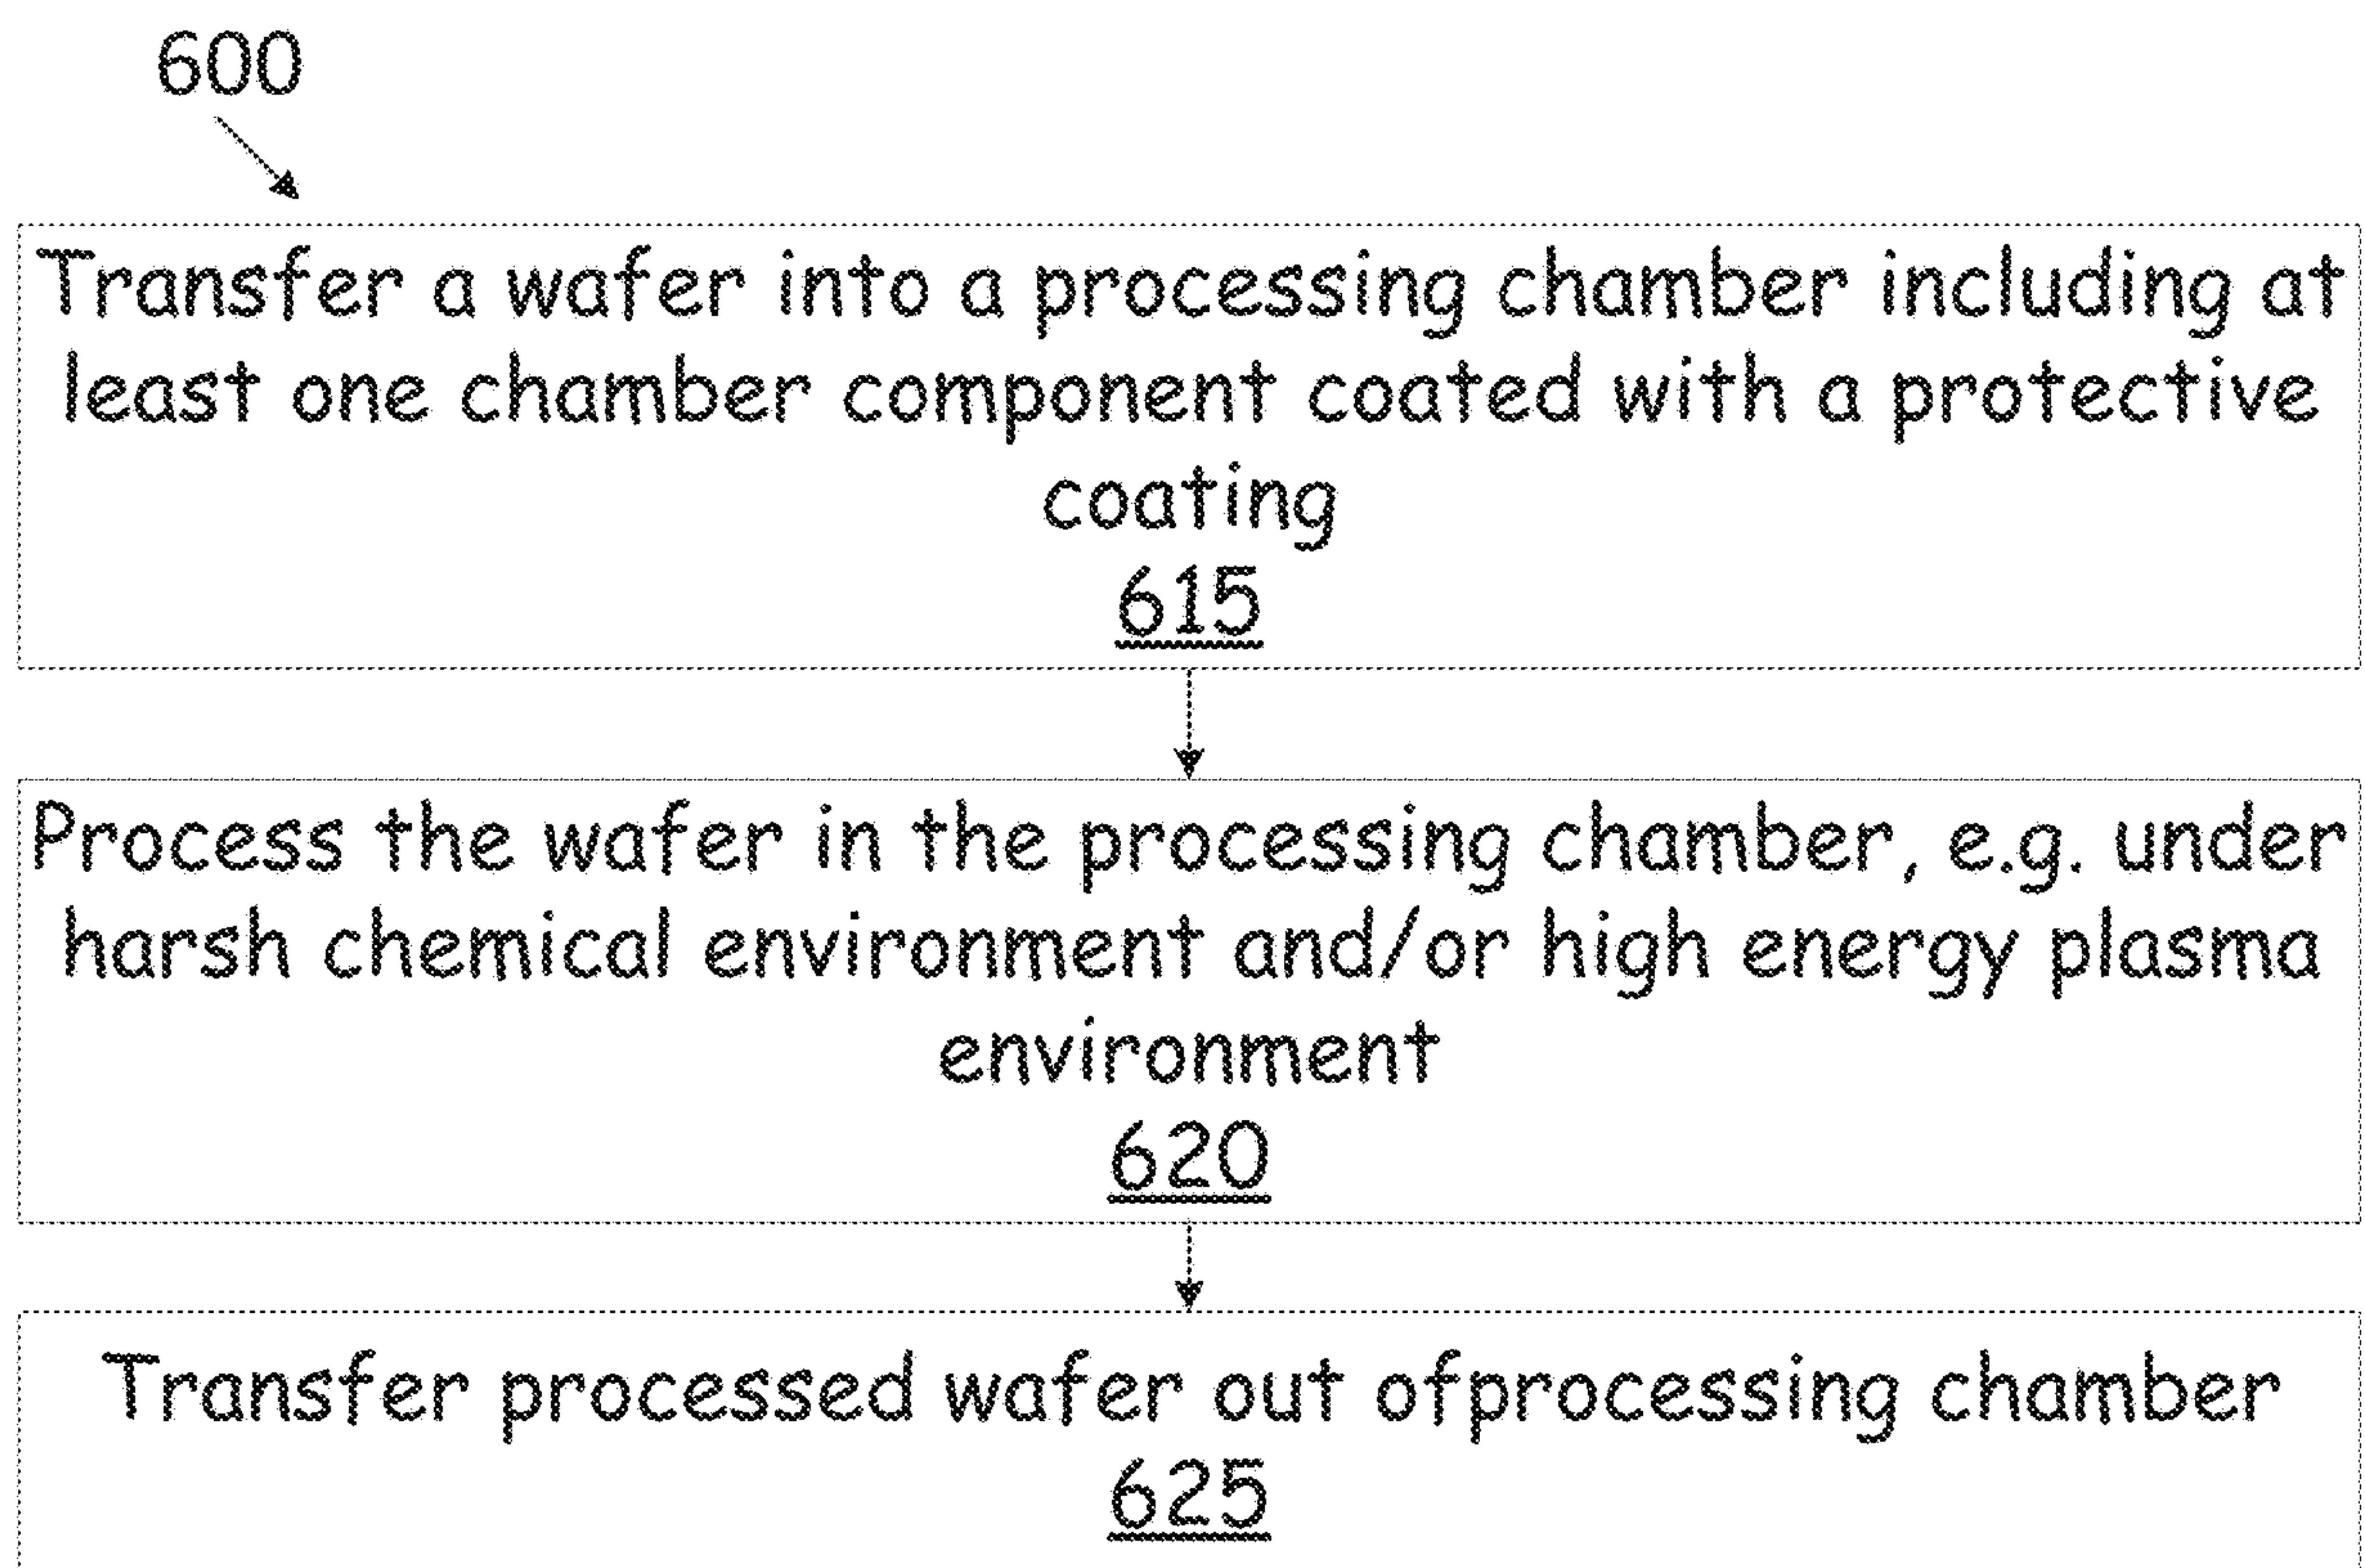 600
Transfer a wafer into a processing chamber including at
least one chamber component coated with a protective
coating
615
Process the wafer in the processing chamber, e.g. under
harsh chemical environment and/or high energy plasma
environment
620
Transfer processed wafer out ofprocessing chamber
625